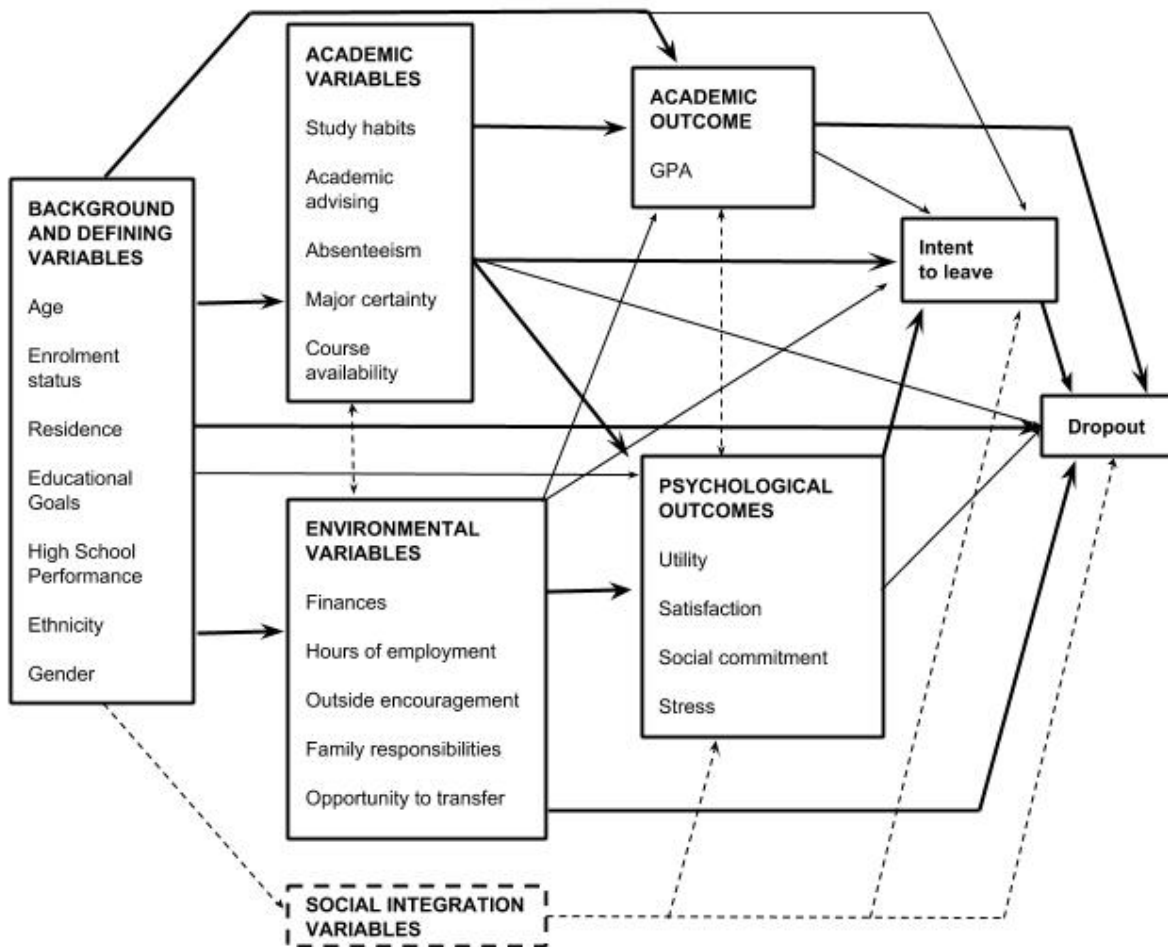 BACKGROUND
AND DEFINING
VARIABLES
Age
Enrolment
status
Residence
Educational
Goals
High School
Performance
Ethnicity
Gender
ACADEMIC
VARIABLES
Study habits
Academic
advising
Absenteeism
Major certainty
Course
availability
ENVIRONMENTAL
VARIABLES
Finances
Hours of employment
Outside encouragement
Family responsibilities
Opportunity to transfer
SOCIAL INTEGRATION
VARIABLES
ACADEMIC
OUTCOME
GPA
PSYCHOLOGICAL
OUTCOMES
Utility
Satisfaction
Social commitment
Stress
Intent
to leave
Dropout